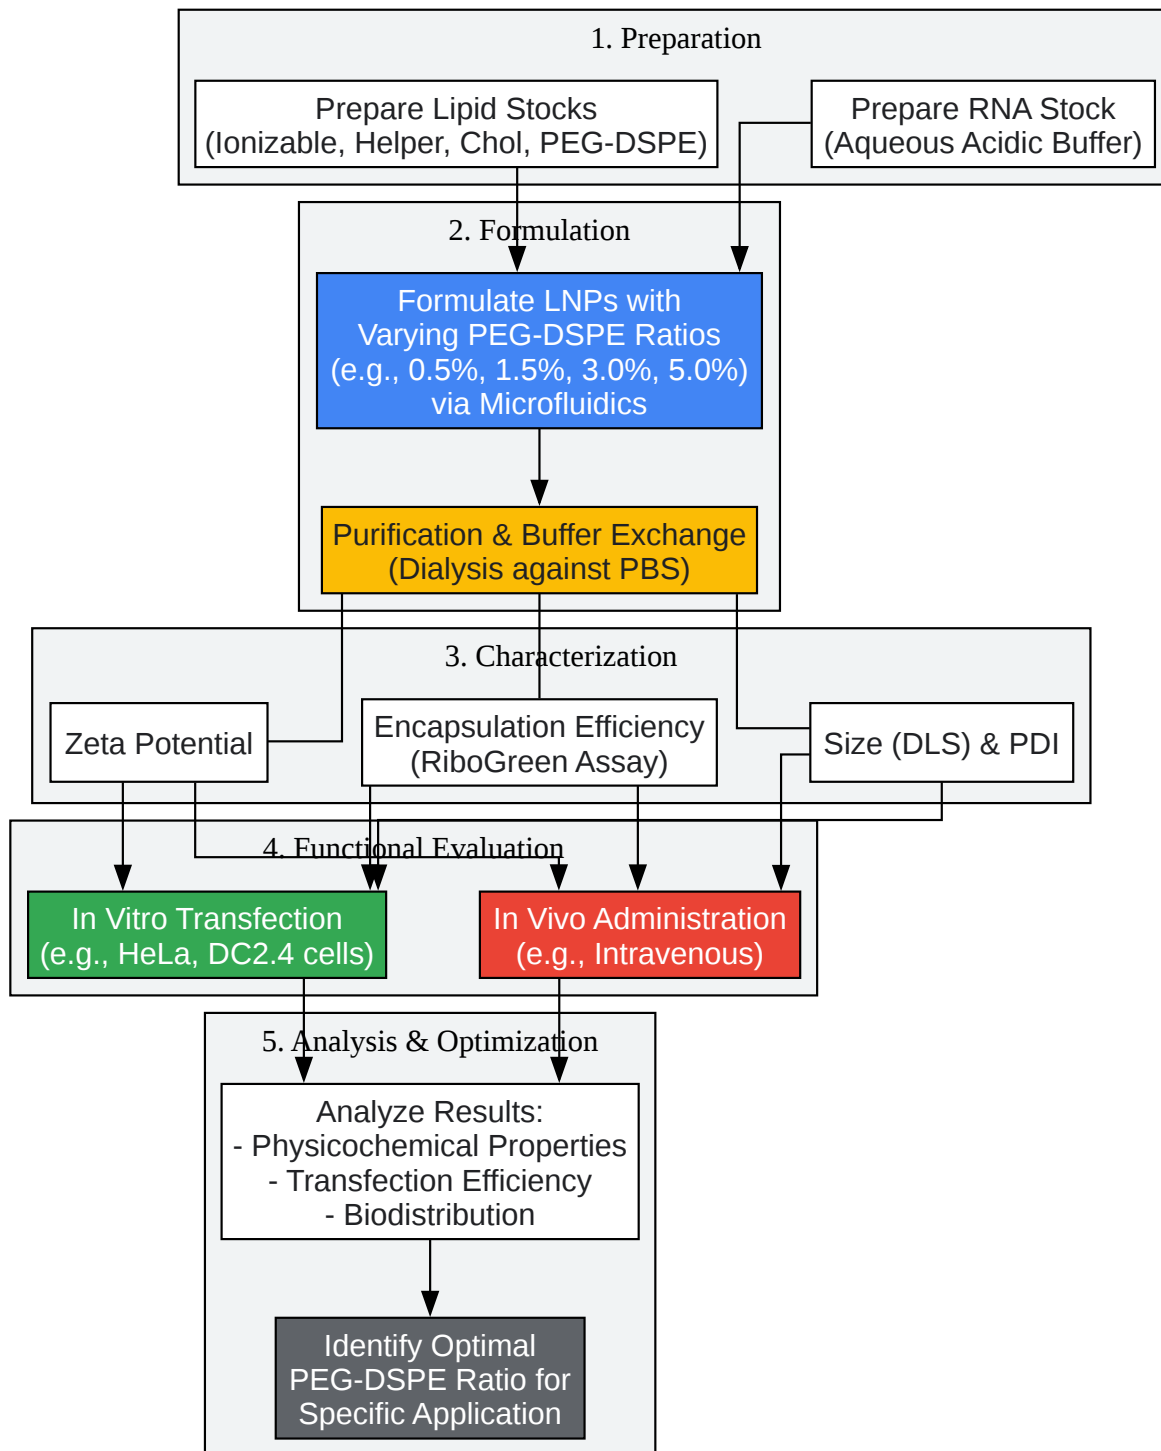 1. Preparation
Prepare Lipid Stocks
(Ionizable, Helper, Chol, PEG-DSPE)
Prepare RNA Stock
(Aqueous Acidic Buffer)
2. Formulation
Formulate LNPs with
Varying PEG-DSPE Ratios
(e.g., 0.5%, 1.5%, 3.0%, 5.0%)
via Microfluidics
Purification & Buffer Exchange
(Dialysis against PBS)
3. Characterization
Zeta Potential
Encapsulation Efficiency
(RiboGreen Assay)
Size (DLS) & PDI
4. Functional Evaluation
In Vitro Transfection
(e.g., HeLa, DC2.4 cells)
In Vivo Administration
(e.g., Intravenous)
5. Analysis & Optimization
Analyze Results:
- Physicochemical Properties
- Transfection Efficiency
- Biodistribution
Identify Optimal
PEG-DSPE Ratio for
Specific Application